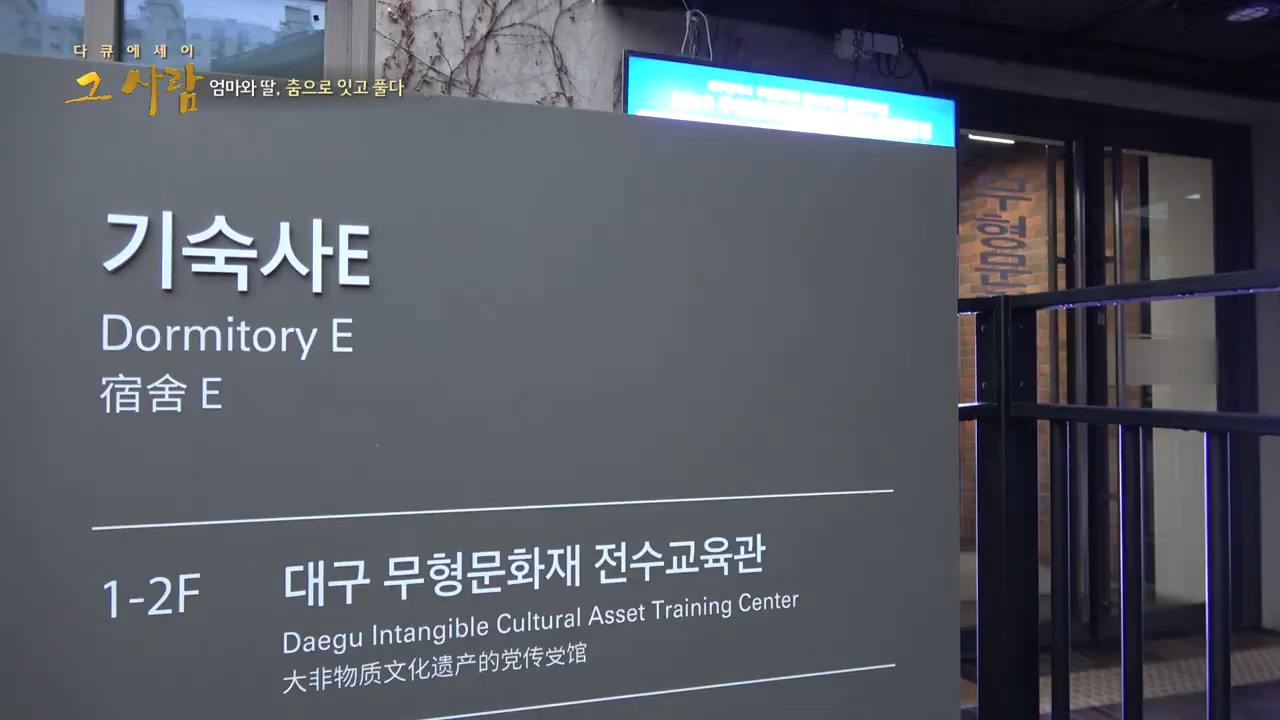 다큐에세이
그 사람 엄마와 딸, 춤으로 잇고 풀다
기숙사E
Dormitory E
宿舍 E
1-2F
대구 무형문화재 전수교육관
Daegu Intangible Cultural Asset Training Center
大非物质文化遗产的党传受馆
무형문